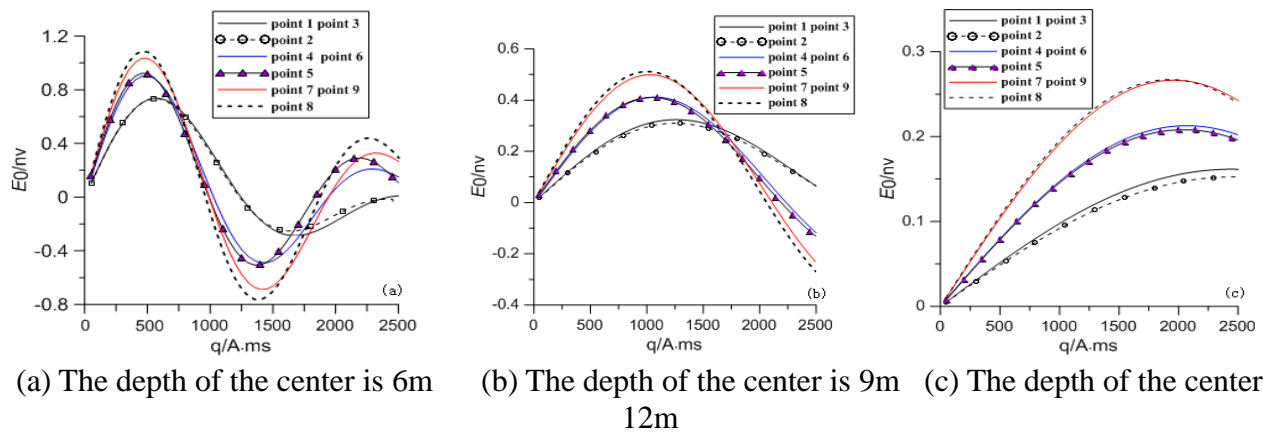 point 1 point 3
point 2
point 4 point 6
point 5
point 7 point 9
point 8
E0/nv
1.2
0.8
0.4
0
-0.4
-0.8
(a)
0 500 1000 1500 2000 2500
q/A.ms
point 1 point 3
point 2
point 4 point 6
point 5
point 7 point 9
point 8
E0/nv
0.6
0.4
0.2
0
-0.2
-0.4
(b)
0 500 1000 1500 2000 2500
q/A.ms
point 1 point 3
point 2
point 4 point 6
point 5
point 7 point 9
point 8
E0/nv
0.3
0.2
0.1
0
(c)
0 500 1000 1500 2000 2500
q/A.ms
(a) The depth of the center is 6m (b) The depth of the center is 9m (c) The depth of the center
12m